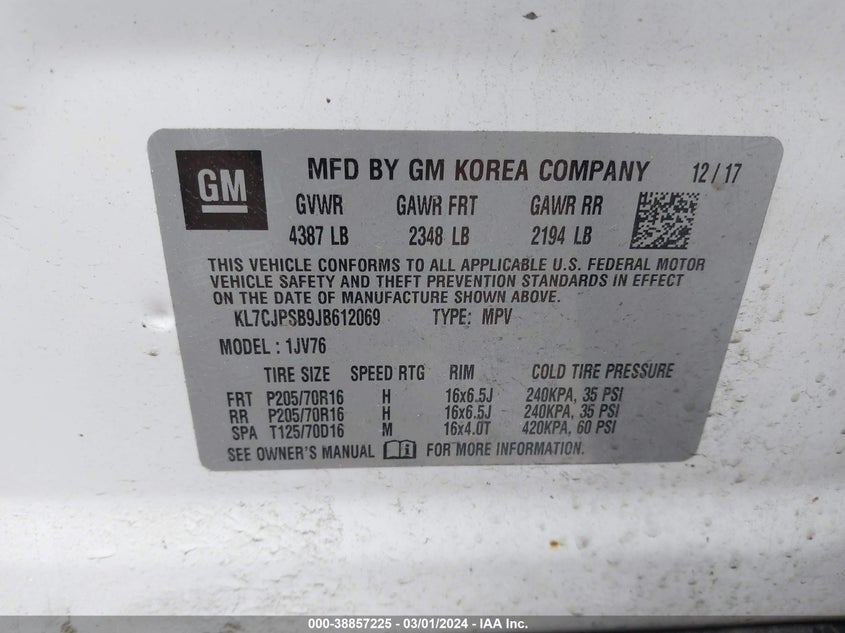 GM
MFD BY GM KOREA COMPANY 12/17
GVWR GAWR FRT GAWR RR
4387 LB 2348 LB 2194 LB
THIS VEHICLE CONFORMS TO ALL APPLICABLE U.S. FEDERAL MOTOR
VEHICLE SAFETY AND THEFT PREVENTION STANDARDS IN EFFECT
ON THE DATE OF MANUFACTURE SHOWN ABOVE.
KL7CJPSB9JB612069 TYPE: MPV
MODEL : 1JV76
TIRE SIZE SPEED RTG RIM COLD TIRE PRESSURE
FRT P205/70R16 H 16x6.5J 240KPA, 35 PSI
RR P205/70R16 H 16x6.5J 240KPA, 35 PSI
SPA T125/70D16 M 16x4.0T 420KPA, 60 PSI
SEE OWNER'S MANUAL FOR MORE INFORMATION.
000-38857225 - 03/01/2024 - IAA Inc.